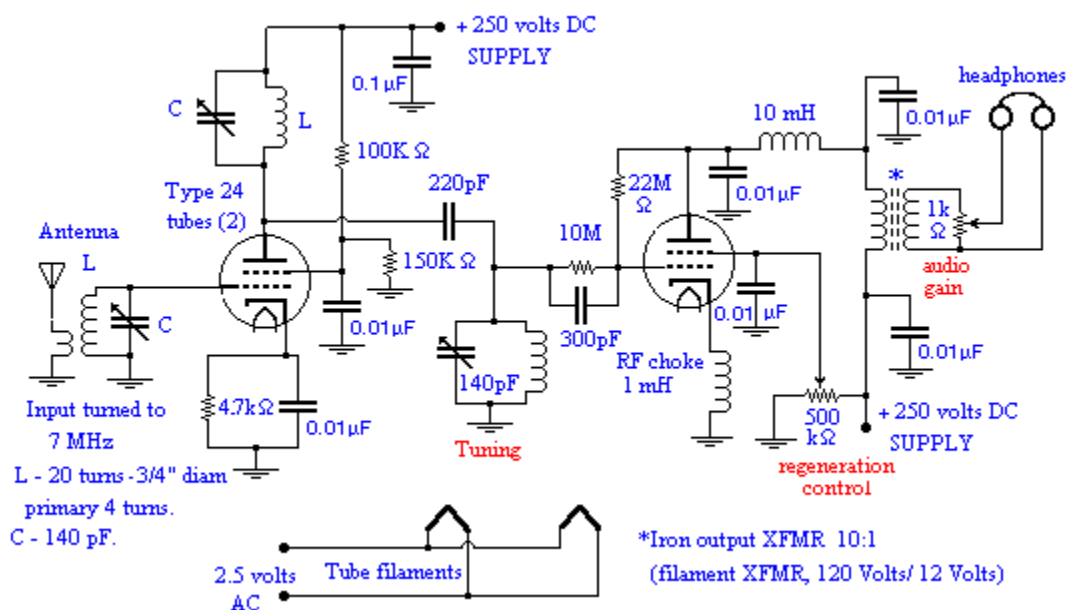 + 250 volts DC
SUPPLY
0.1µF
C
L
100K Ω
Type 24
tubes (2)
220pF
150K Ω
0.01µF
Antenna
L
C
4.7kΩ
0.01µF
Input turned to
7 MHz
L - 20 turns -3/4" diam
primary 4 turns.
C - 140 pF.
140pF
Tuning
10M
300pF
22M
Ω
0.01µF
10 mH
0.01µF
headphones
*
1k
Ω
audio
gain
0.01µF
RF choke
1 mH
0.01µF
500
kΩ
+ 250 volts DC
SUPPLY
regeneration
control
2.5 volts
AC
Tube filaments
*Iron output XFMR 10:1
(filament XFMR, 120 Volts/ 12 Volts)